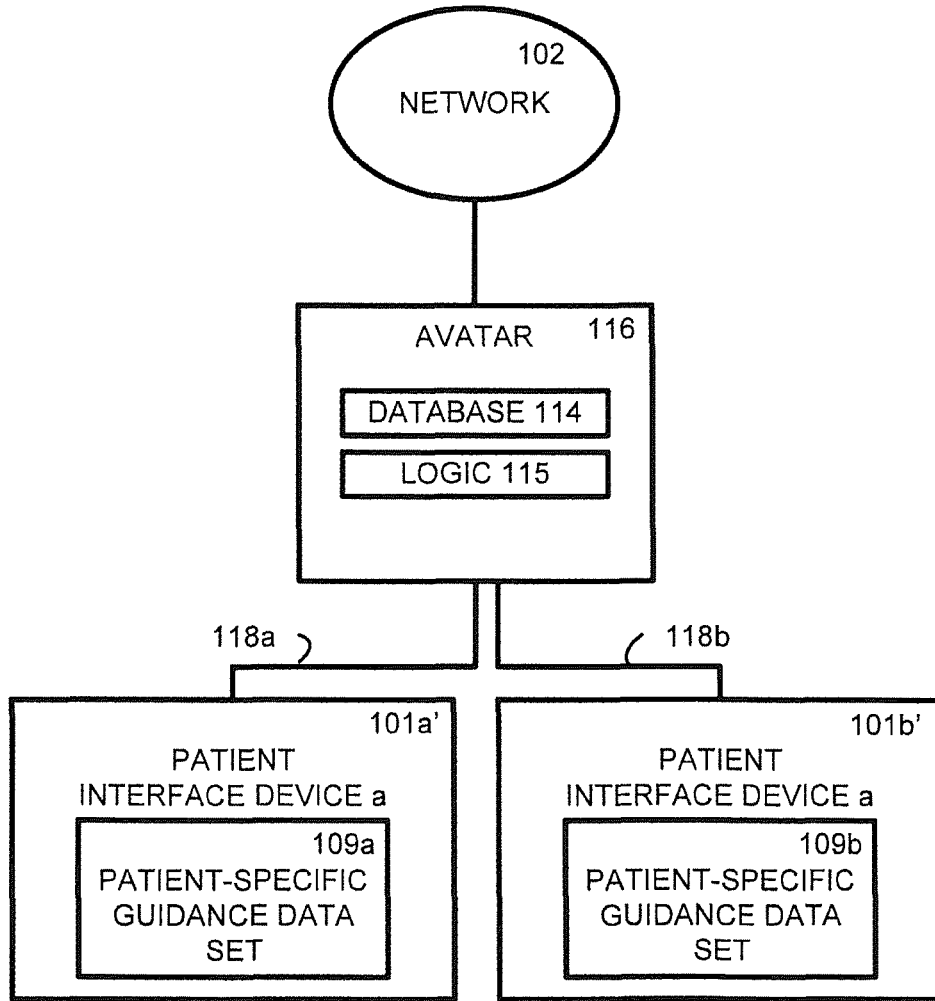 102
NETWORK
AVATAR 116
DATABASE 114
LOGIC 115
118a
118b
101a'
PATIENT
INTERFACE DEVICE a
109a
PATIENT-SPECIFIC
GUIDANCE DATA
SET
101b'
PATIENT
INTERFACE DEVICE a
109b
PATIENT-SPECIFIC
GUIDANCE DATA
SET